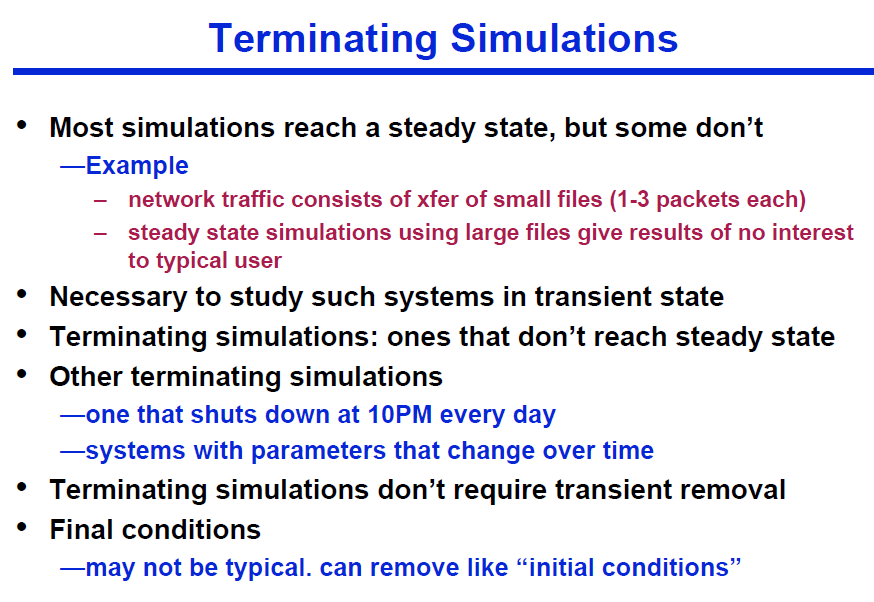 Terminating Simulations
• Most simulations reach a steady state, but some don’t
—Example
– network traffic consists of xfer of small files (1-3 packets each)
– steady state simulations using large files give results of no interest
to typical user
• Necessary to study such systems in transient state
• Terminating simulations: ones that don’t reach steady state
• Other terminating simulations
—one that shuts down at 10PM every day
—systems with parameters that change over time
• Terminating simulations don’t require transient removal
• Final conditions
—may not be typical. can remove like “initial conditions”